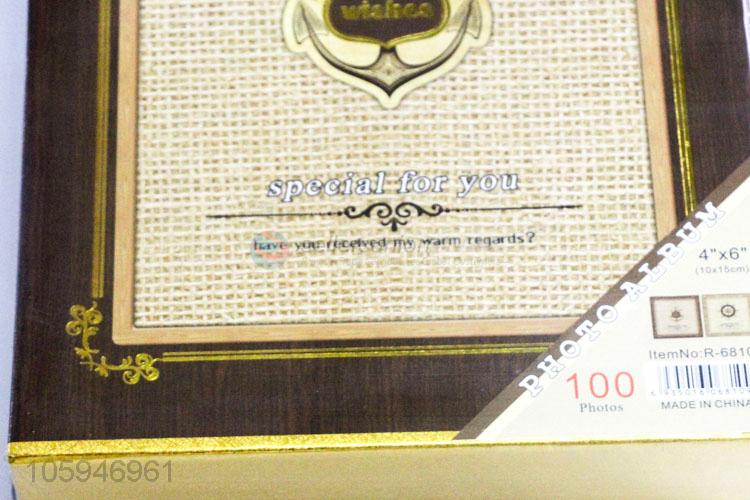 wishes
special for you
have you received my warm regards?
PHOTO ALBUM
4"x6"
(10x15cm)
ItemNo:R-6810
100
Photos
MADE IN CHINA
105946961